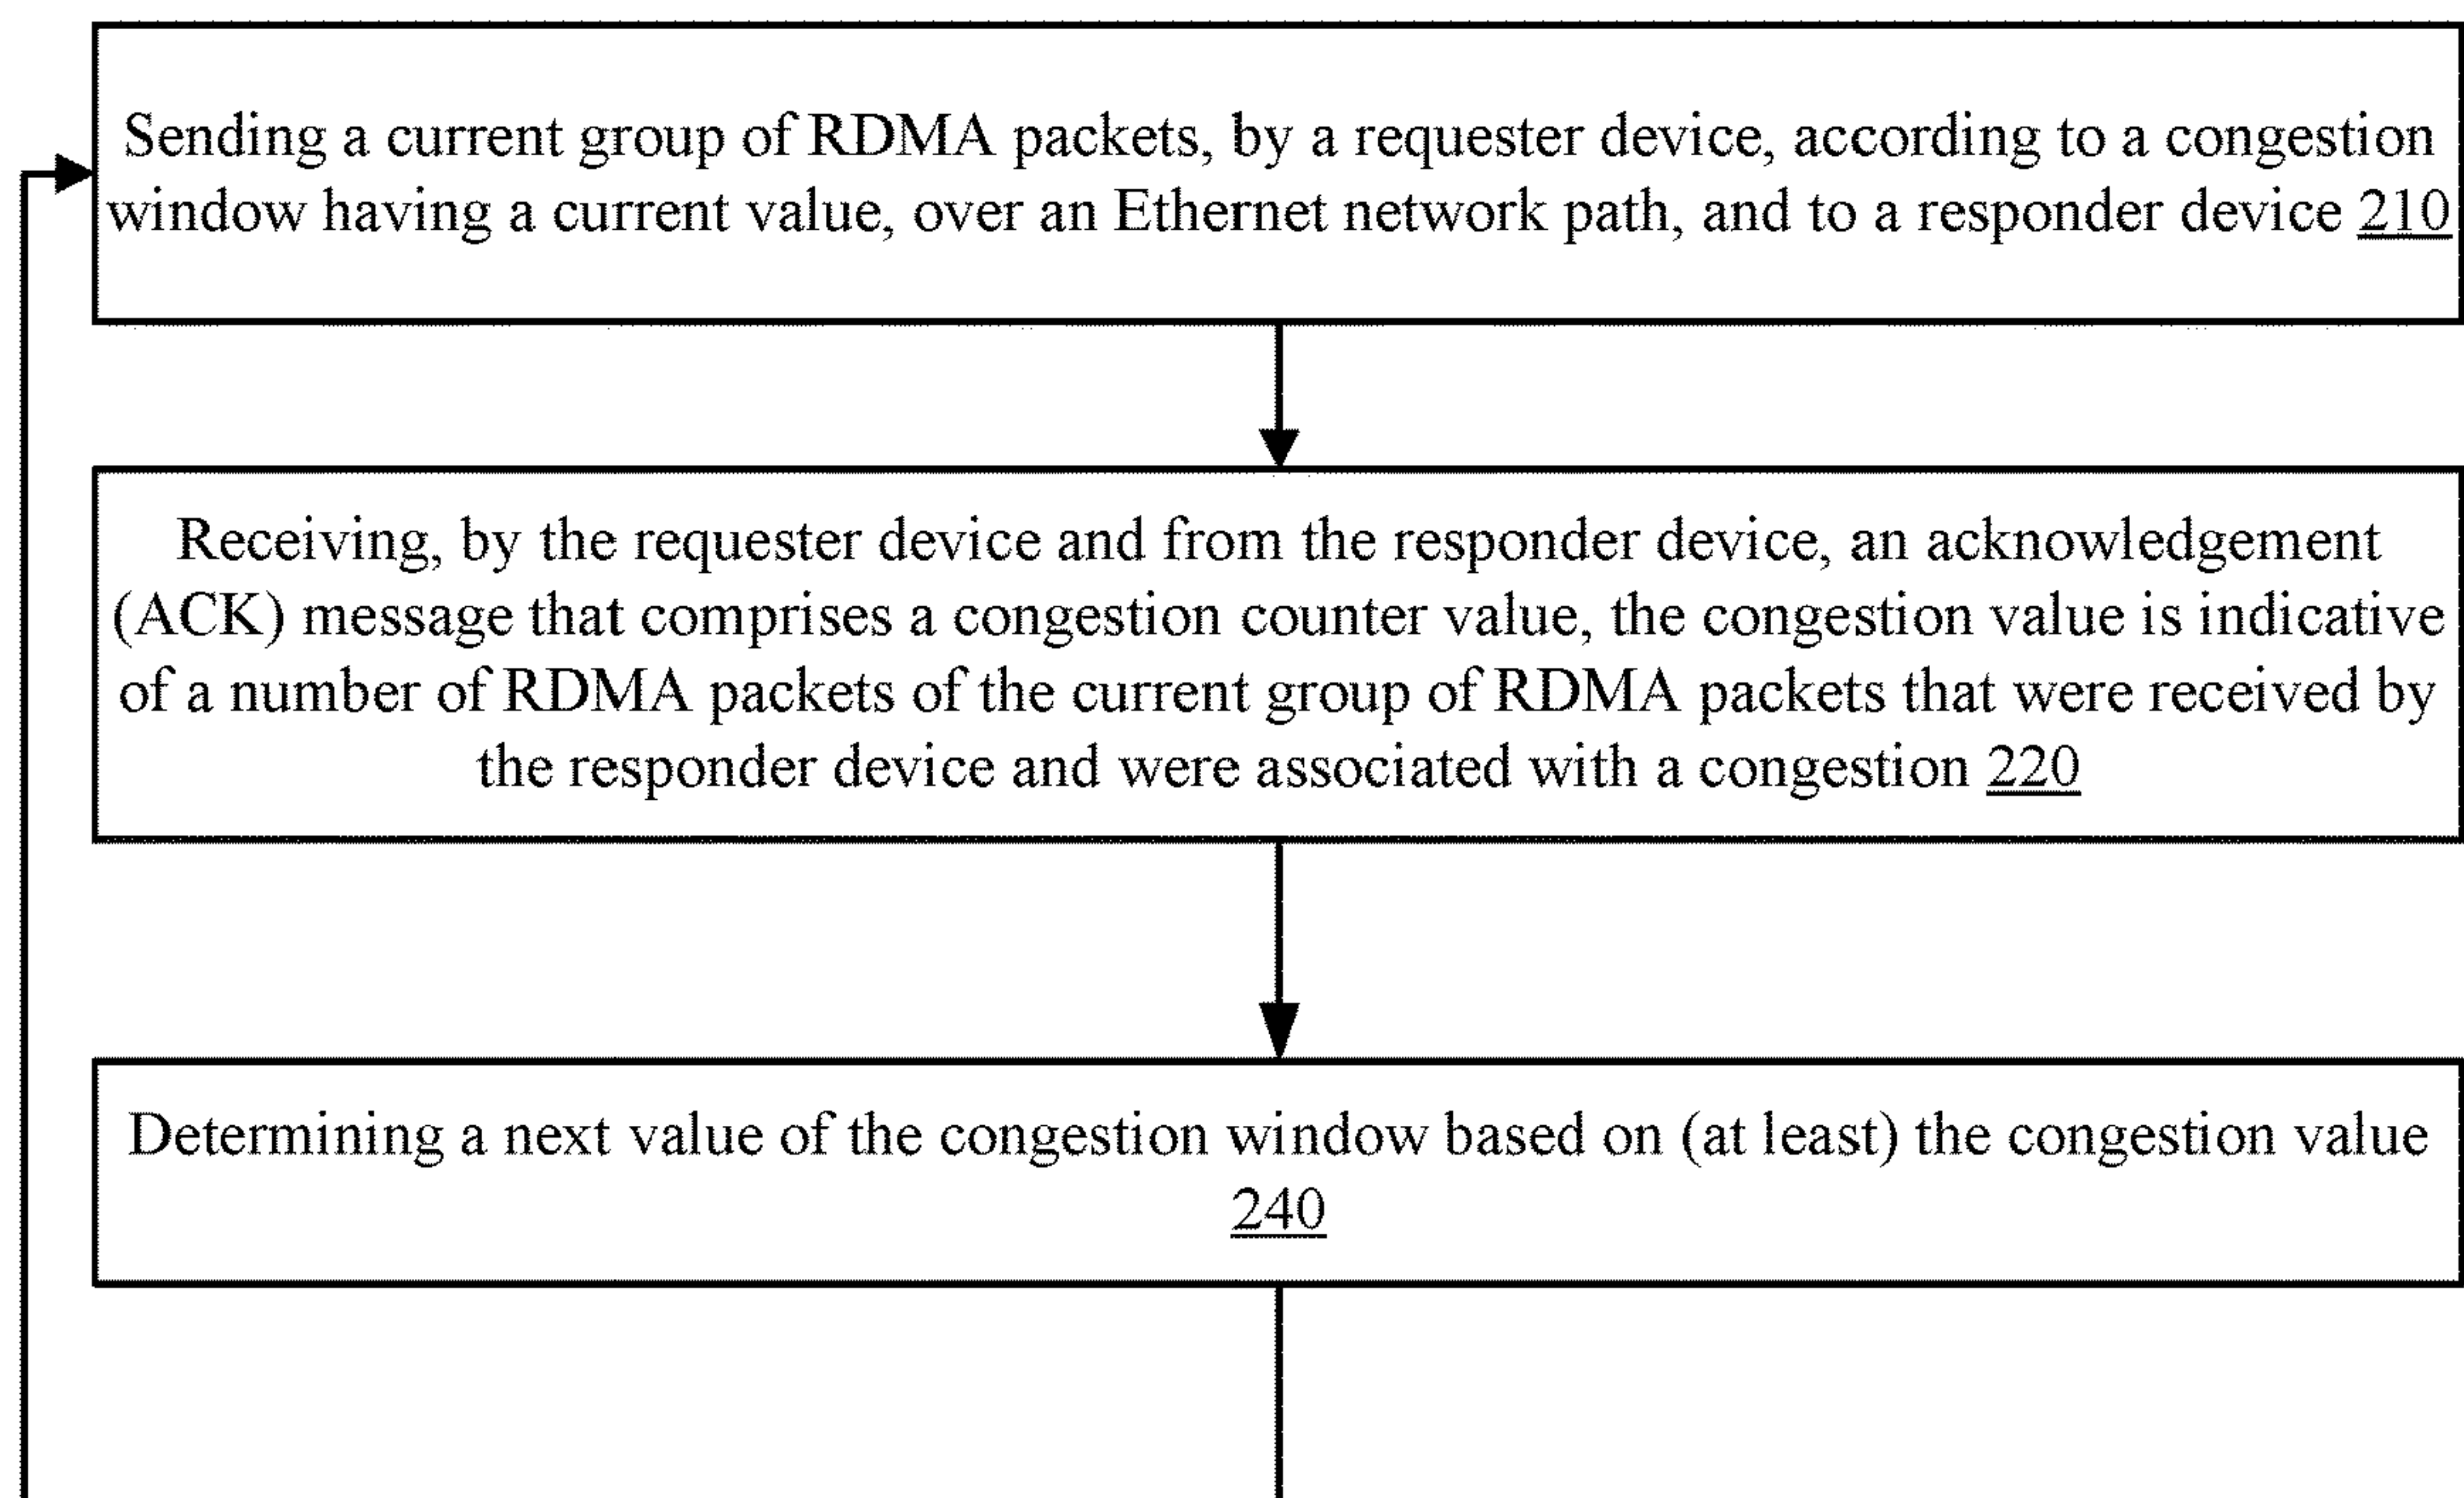 Sending a current group of RDMA packets, by a requester device, according to a congestion
window having a current value, over an Ethernet network path, and to a responder device 210
Receiving, by the requester device and from the responder device, an acknowledgement
(ACK) message that comprises a congestion counter value, the congestion value is indicative
of a number of RDMA packets of the current group of RDMA packets that were received by
the responder device and were associated with a congestion 220
Determining a next value of the congestion window based on (at least) the congestion value
240